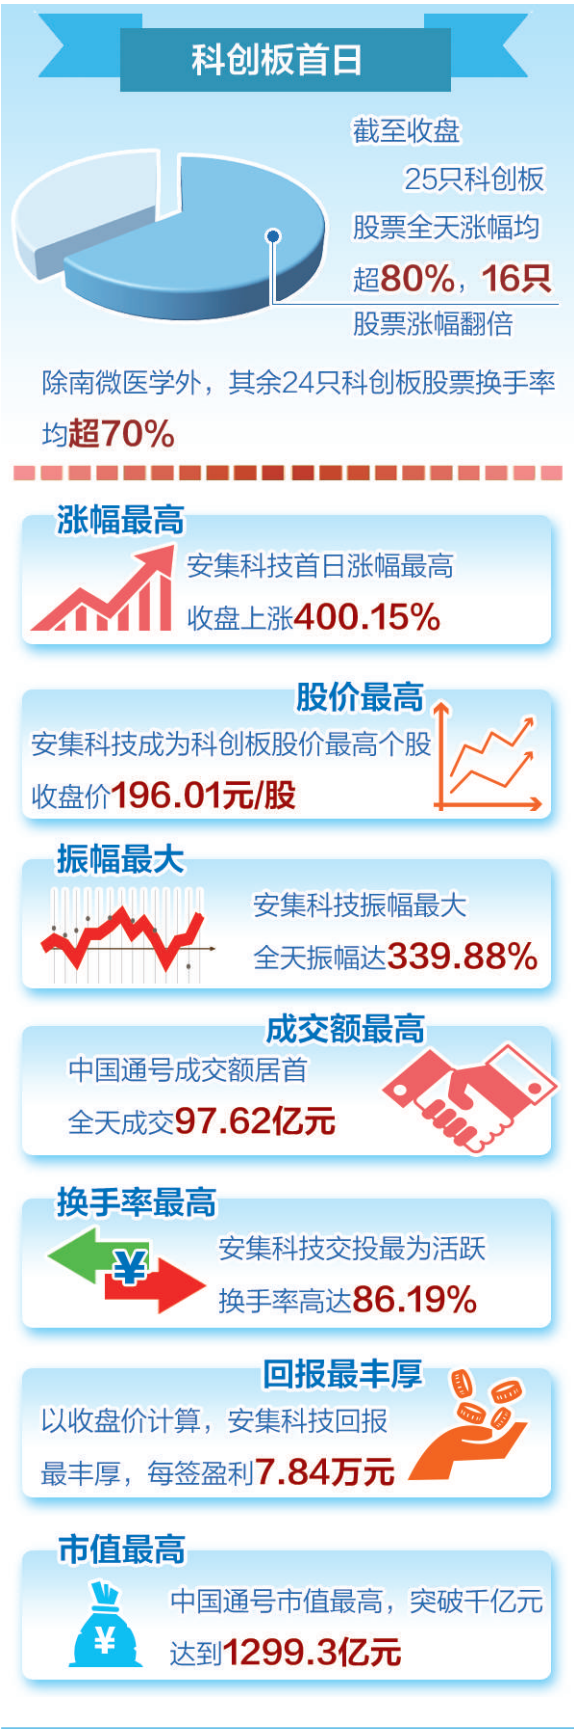 科创板首日
截至收盘
25只科创板
股票全天涨幅均
超80%，16只
股票涨幅翻倍
除南微医学外，其余24只科创板股票换手率
均超70%
涨幅最高
安集科技首日涨幅最高
收盘上涨400.15%
股价最高
安集科技成为科创板股价最高个股
收盘价196.01元/股
振幅最大
安集科技振幅最大
全天振幅达339.88%
成交额最高
中国通号成交额居首
全天成交97.62亿元
换手率最高
¥
安集科技交投最为活跃
换手率高达86.19%
回报最丰厚
以收盘价计算，安集科技回报
最丰厚，每签盈利7.84万元
市值最高
¥
中国通号市值最高，突破千亿元
达到1299.3亿元